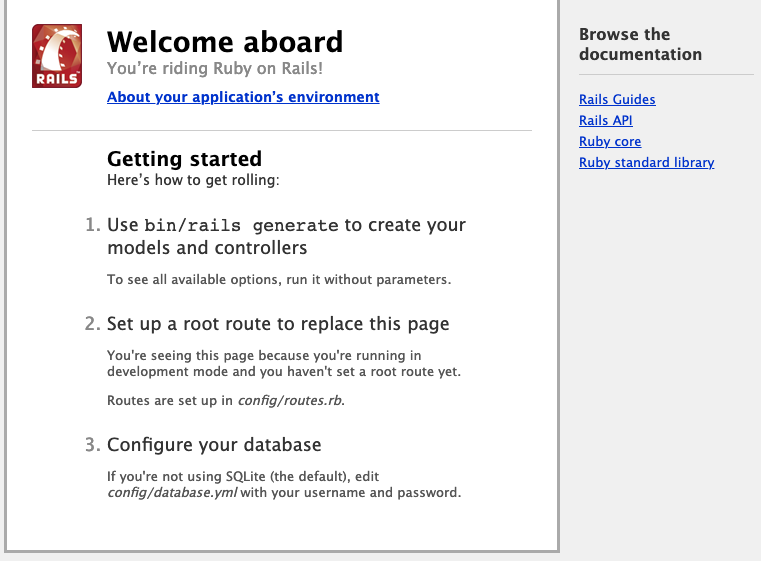 RAILS
Welcome aboard
You're riding Ruby on Rails!
About your application's environment
Getting started
Here's how to get rolling:
1. Use bin/rails generate to create your
models and controllers
To see all available options, run it without parameters.
2. Set up a root route to replace this page
You're seeing this page because you're running in
development mode and you haven't set a root route yet.
Routes are set up in config/routes.rb.
3. Configure your database
If you're not using SQLite (the default), edit
config/database.yml with your username and password.
Browse the
documentation
Rails Guides
Rails API
Ruby core
Ruby standard library